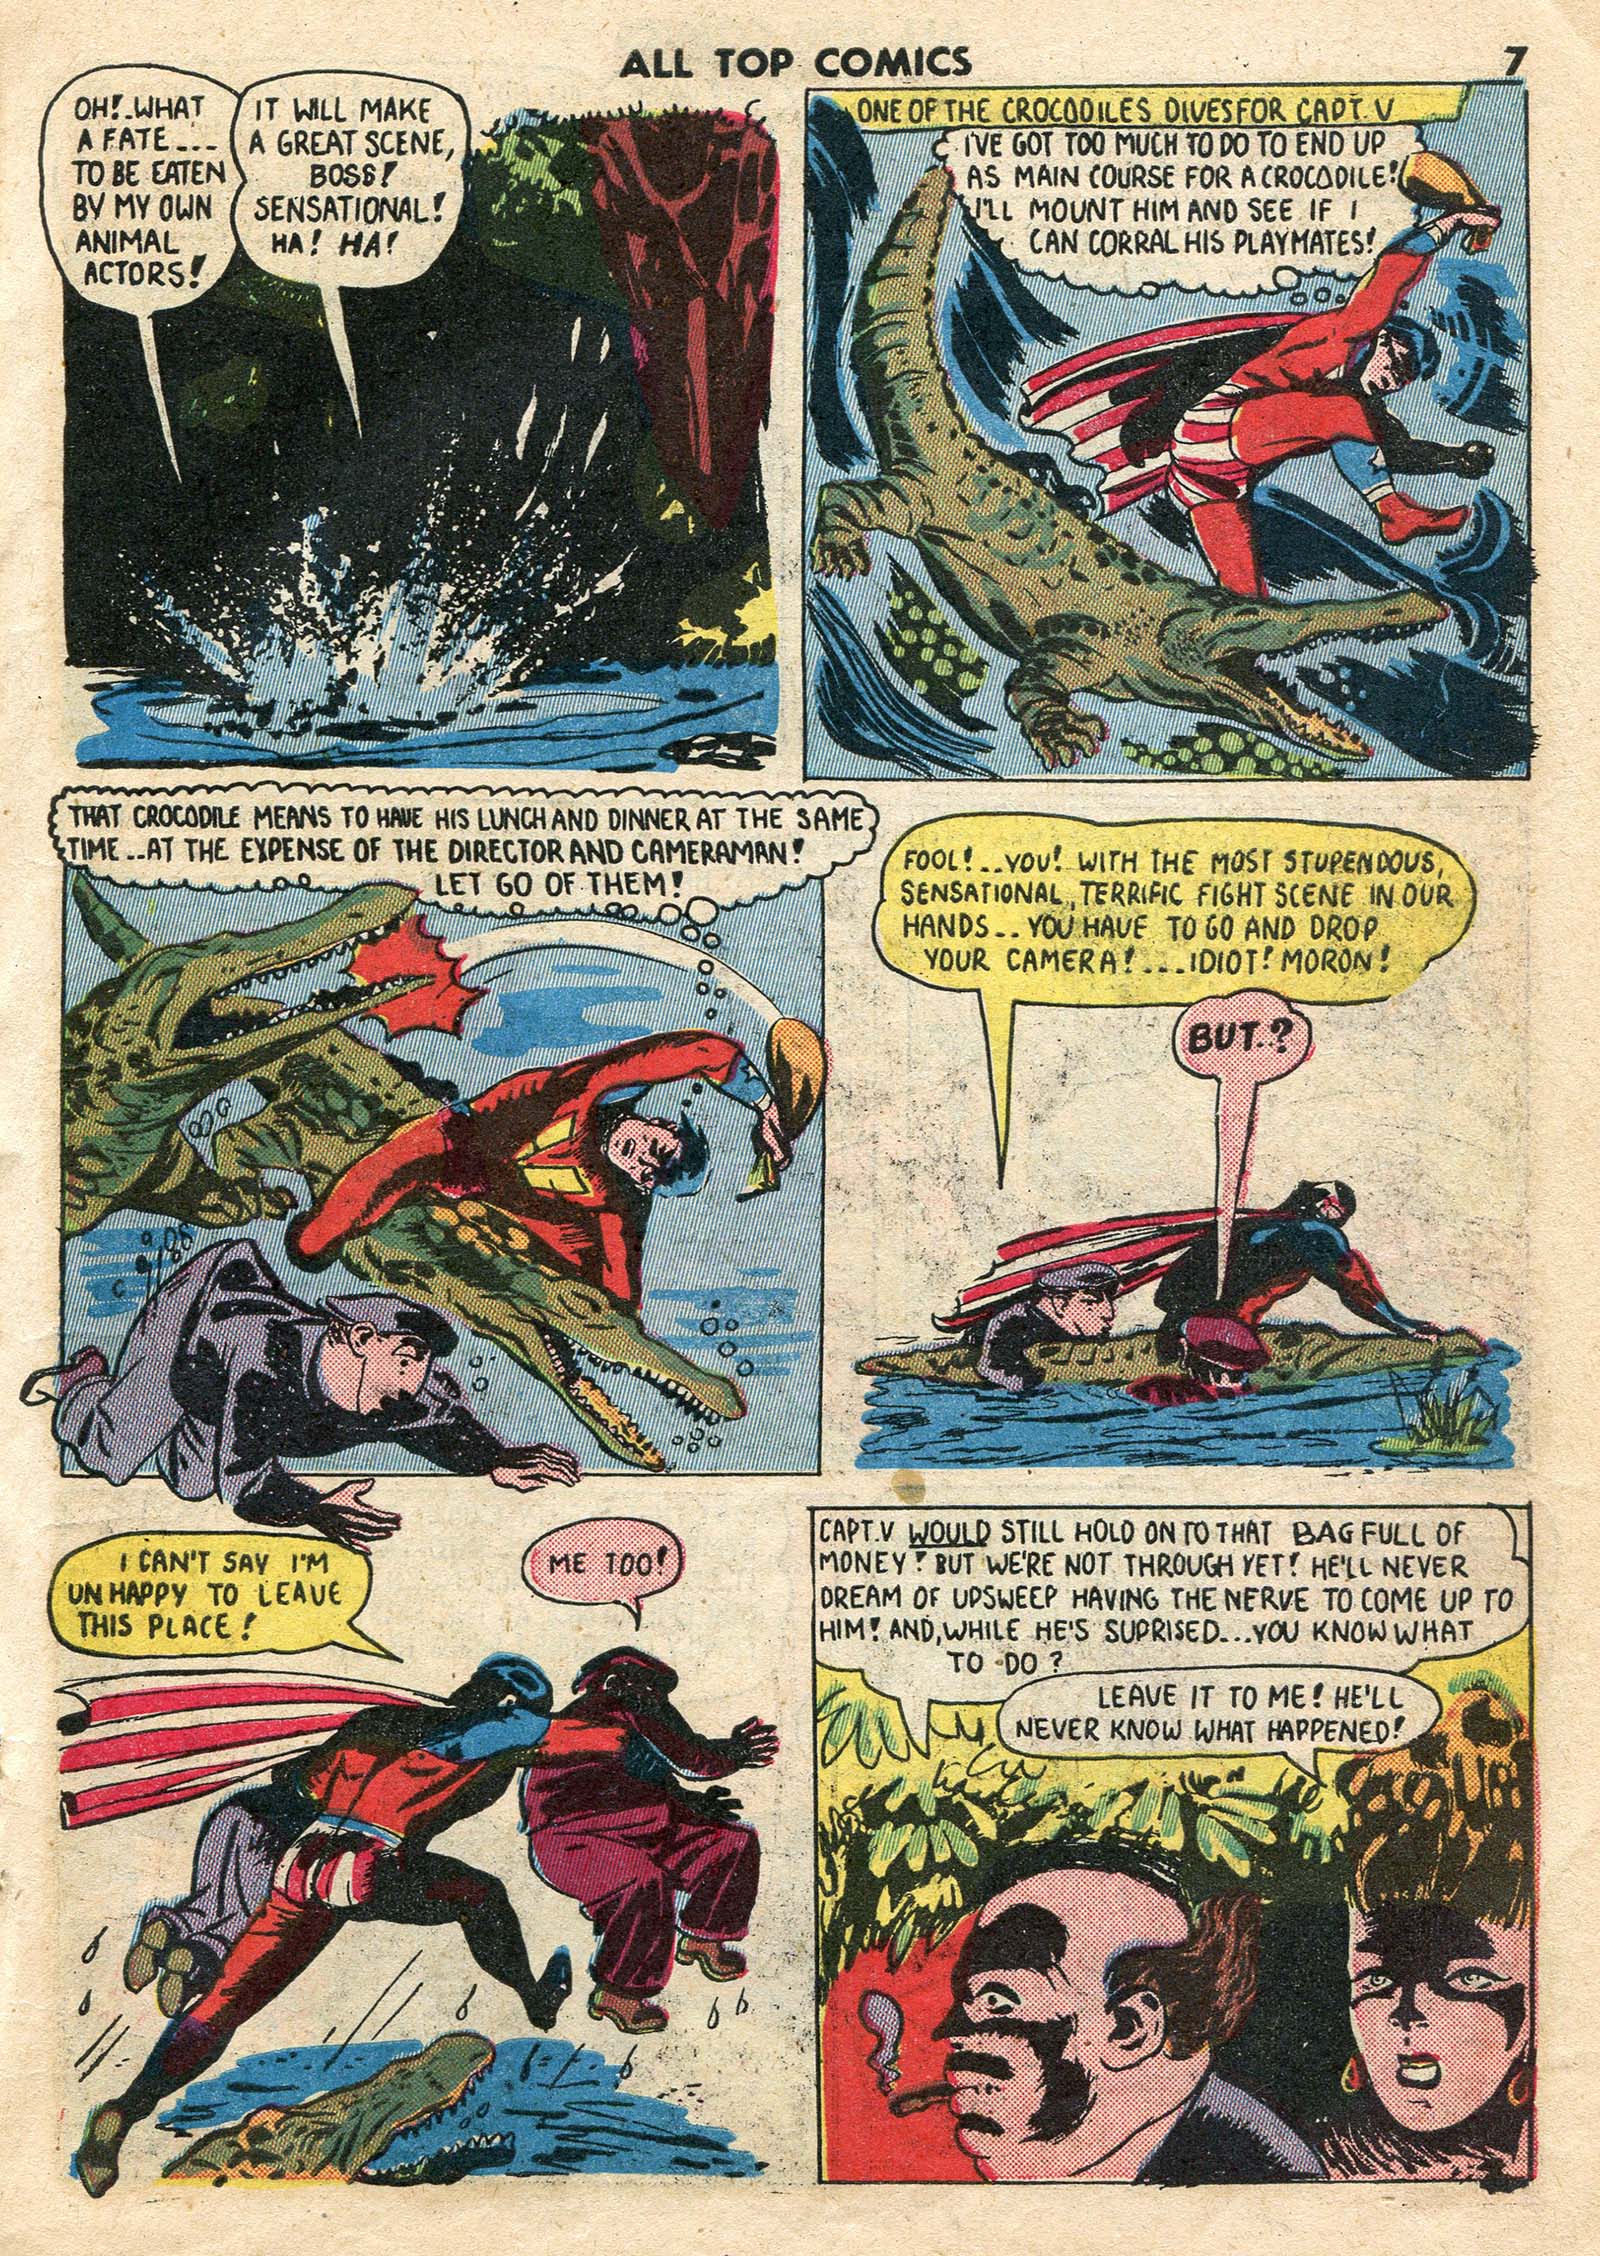 ALL TOP COMICS
7
OH!..WHAT
A FATE---
TO BE EATEN
BY MY OWN
ANIMAL
ACTORS!
IT WILL MAKE
A GREAT SCENE,
BOSS!
SENSATIONAL!
HA! HA!
ONE OF THE CROCODILES DIVES FOR CAPT. V
I'VE GOT TOO MUCH TO DO TO END UP
AS MAIN COURSE FOR A CROCODILE!
I'LL MOUNT HIM AND SEE IF I
CAN CORRAL HIS PLAYMATES!
THAT CROCODILE MEANS TO HAVE HIS LUNCH AND DINNER AT THE SAME
TIME..AT THE EXPENSE OF THE DIRECTOR AND CAMERAMAN!
LET GO OF THEM!
FOOL!..YOU! WITH THE MOST STUPENDOUS,
SENSATIONAL, TERRIFIC FIGHT SCENE IN OUR
HANDS.. YOU HAVE TO GO AND DROP
YOUR CAMERA!...IDIOT! MORON!
BUT..?
I CAN'T SAY I'M
UNHAPPY TO LEAVE
THIS PLACE!
ME TOO!
CAPT.V WOULD STILL HOLD ON TO THAT BAG FULL OF
MONEY! BUT WE'RE NOT THROUGH YET! HE'LL NEVER
DREAM OF UPSWEEP HAVING THE NERVE TO COME UP TO
HIM! AND, WHILE HE'S SUPRISED...YOU KNOW WHAT
TO DO?
LEAVE IT TO ME! HE'LL
NEVER KNOW WHAT HAPPENED!